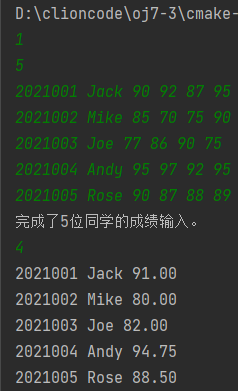 D:\clioncode\oj7-3\cmake-
1
5
2021001 Jack 90 92 87 95
2021002 Mike 85 70 75 90
2021003 Joe 77 86 90 75
2021004 Andy 95 97 92 95
2021005 Rose 90 87 88 89
完成了5位同学的成绩输入。
4
2021001 Jack 91.00
2021002 Mike 80.00
2021003 Joe 82.00
2021004 Andy 94.75
2021005 Rose 88.50